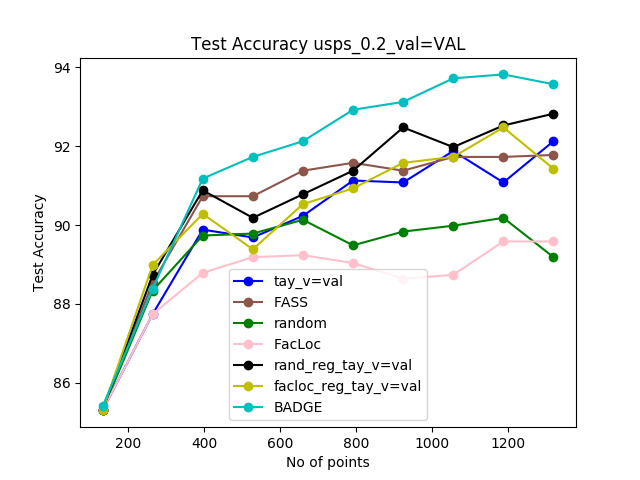 Test Accuracy usps_0.2_val=VAL
94
92
90
88
86
Test Accuracy
tay_v=val
FASS
random
FacLoc
rand_reg_tay_v=val
facloc_reg_tay_v=val
BADGE
200
400
600
800
1000
1200
No of points